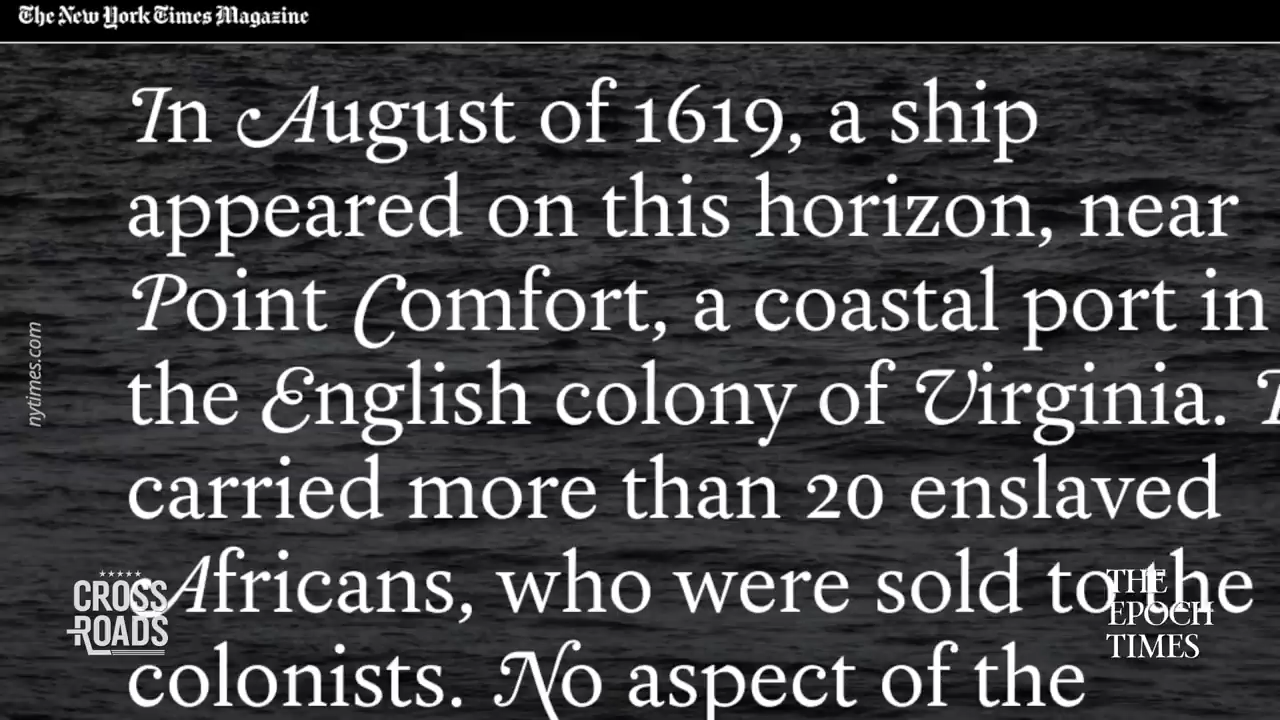 The New York Times Magazine
In August of 1619, a ship
appeared on this horizon, near
Point Comfort, a coastal port in
the English colony of Virginia.
carried more than 20 enslaved
Africans, who were sold to the
colonists. No aspect of the
nytimes.com
CROSS
ROADS
THE
EPOCH
TIMES